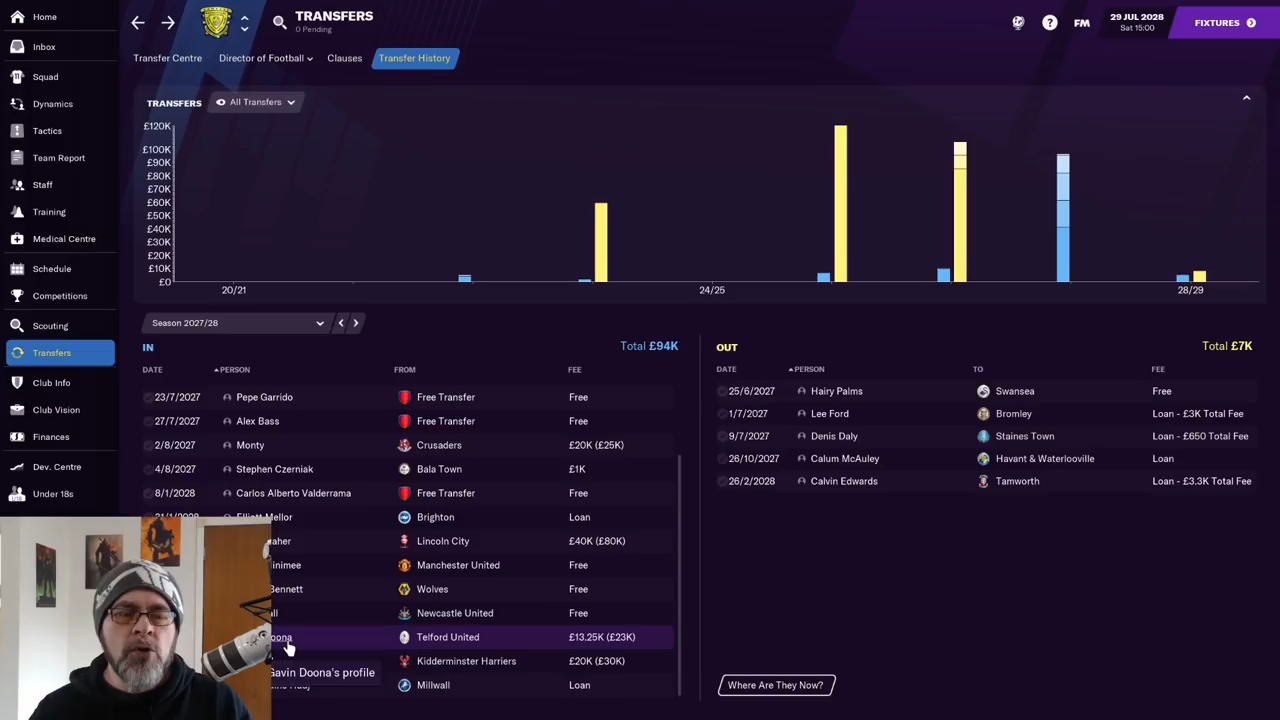 Home
TRANSFERS
0 Pending
FM
29 JUL 2028
Sat 15:00
FIXTURES
Inbox
Transfer Centre
Director of Football
Clauses
Transfer History
Squad
Dynamics
Tactics
Team Report
Staff
Training
Medical Centre
Schedule
Competitions
Scouting
Transfers
Club Info
Club Vision
Finances
Dev. Centre
Under 18s
TRANSFERS
All Transfers
£120K
£100K
£90K
£80K
£70K
£60K
£50K
£40K
£30K
£20K
£10K
£0
20/21
24/25
28/29
Season 2027/28
IN
Total £94K
DATE PERSON FROM FEE
23/7/2027 Pepe Garrido Free Transfer Free
27/7/2027 Alex Bass Free Transfer Free
2/8/2027 Monty Crusaders £20K (£25K)
4/8/2027 Stephen Czerniak Bala Town £1K
8/1/2028 Carlos Alberto Valderrama Free Transfer Free
31/1/2028 Elliott Mellor Brighton Loan
Lincoln City £40K (£80K)
Manchester United Free
Bennett Wolves Free
Newcastle United Free
Doona Telford United £13.25K (£23K)
Kidderminster Harriers £20K (£30K)
Millwall Loan
Gavin Doona's profile
OUT
Total £7K
DATE PERSON TO FEE
25/6/2027 Hairy Palms Swansea Free
1/7/2027 Lee Ford Bromley Loan - £3K Total Fee
9/7/2027 Denis Daly Staines Town Loan - £650 Total Fee
26/10/2027 Calum McAuley Havant & Waterlooville Loan
26/2/2028 Calvin Edwards Tamworth Loan - £3.3K Total Fee
Where Are They Now?